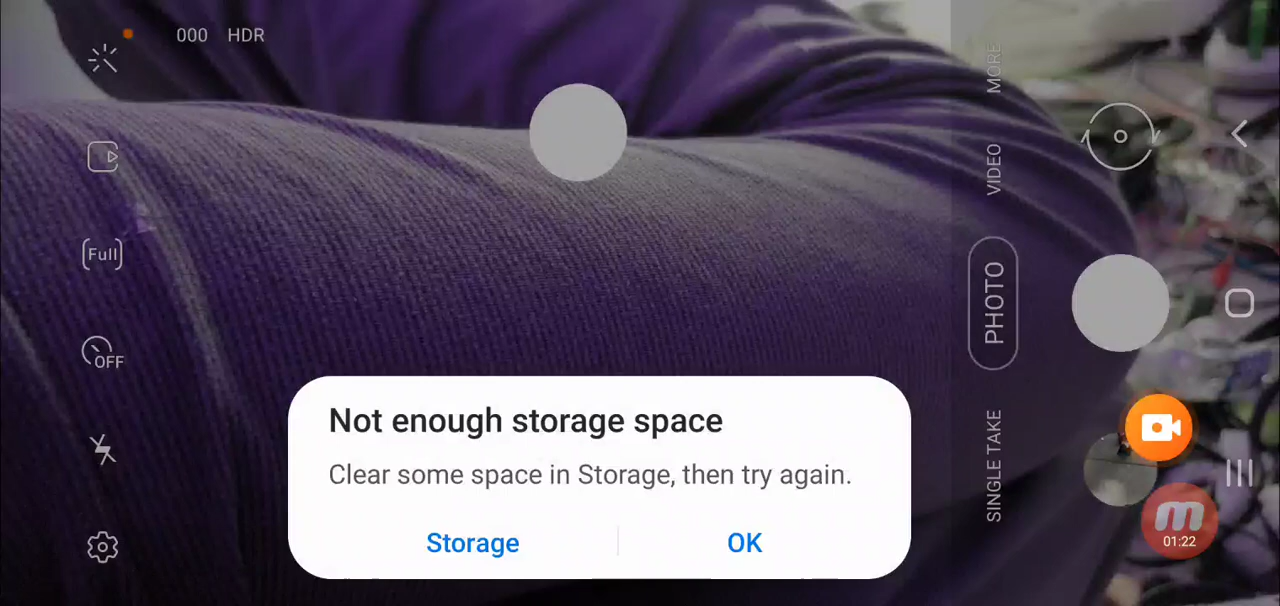 000 HDR
Full
OFF
MORE
VIDEO
PHOTO
SINGLE TAKE
Not enough storage space
Clear some space in Storage, then try again.
Storage
OK
m
01:22